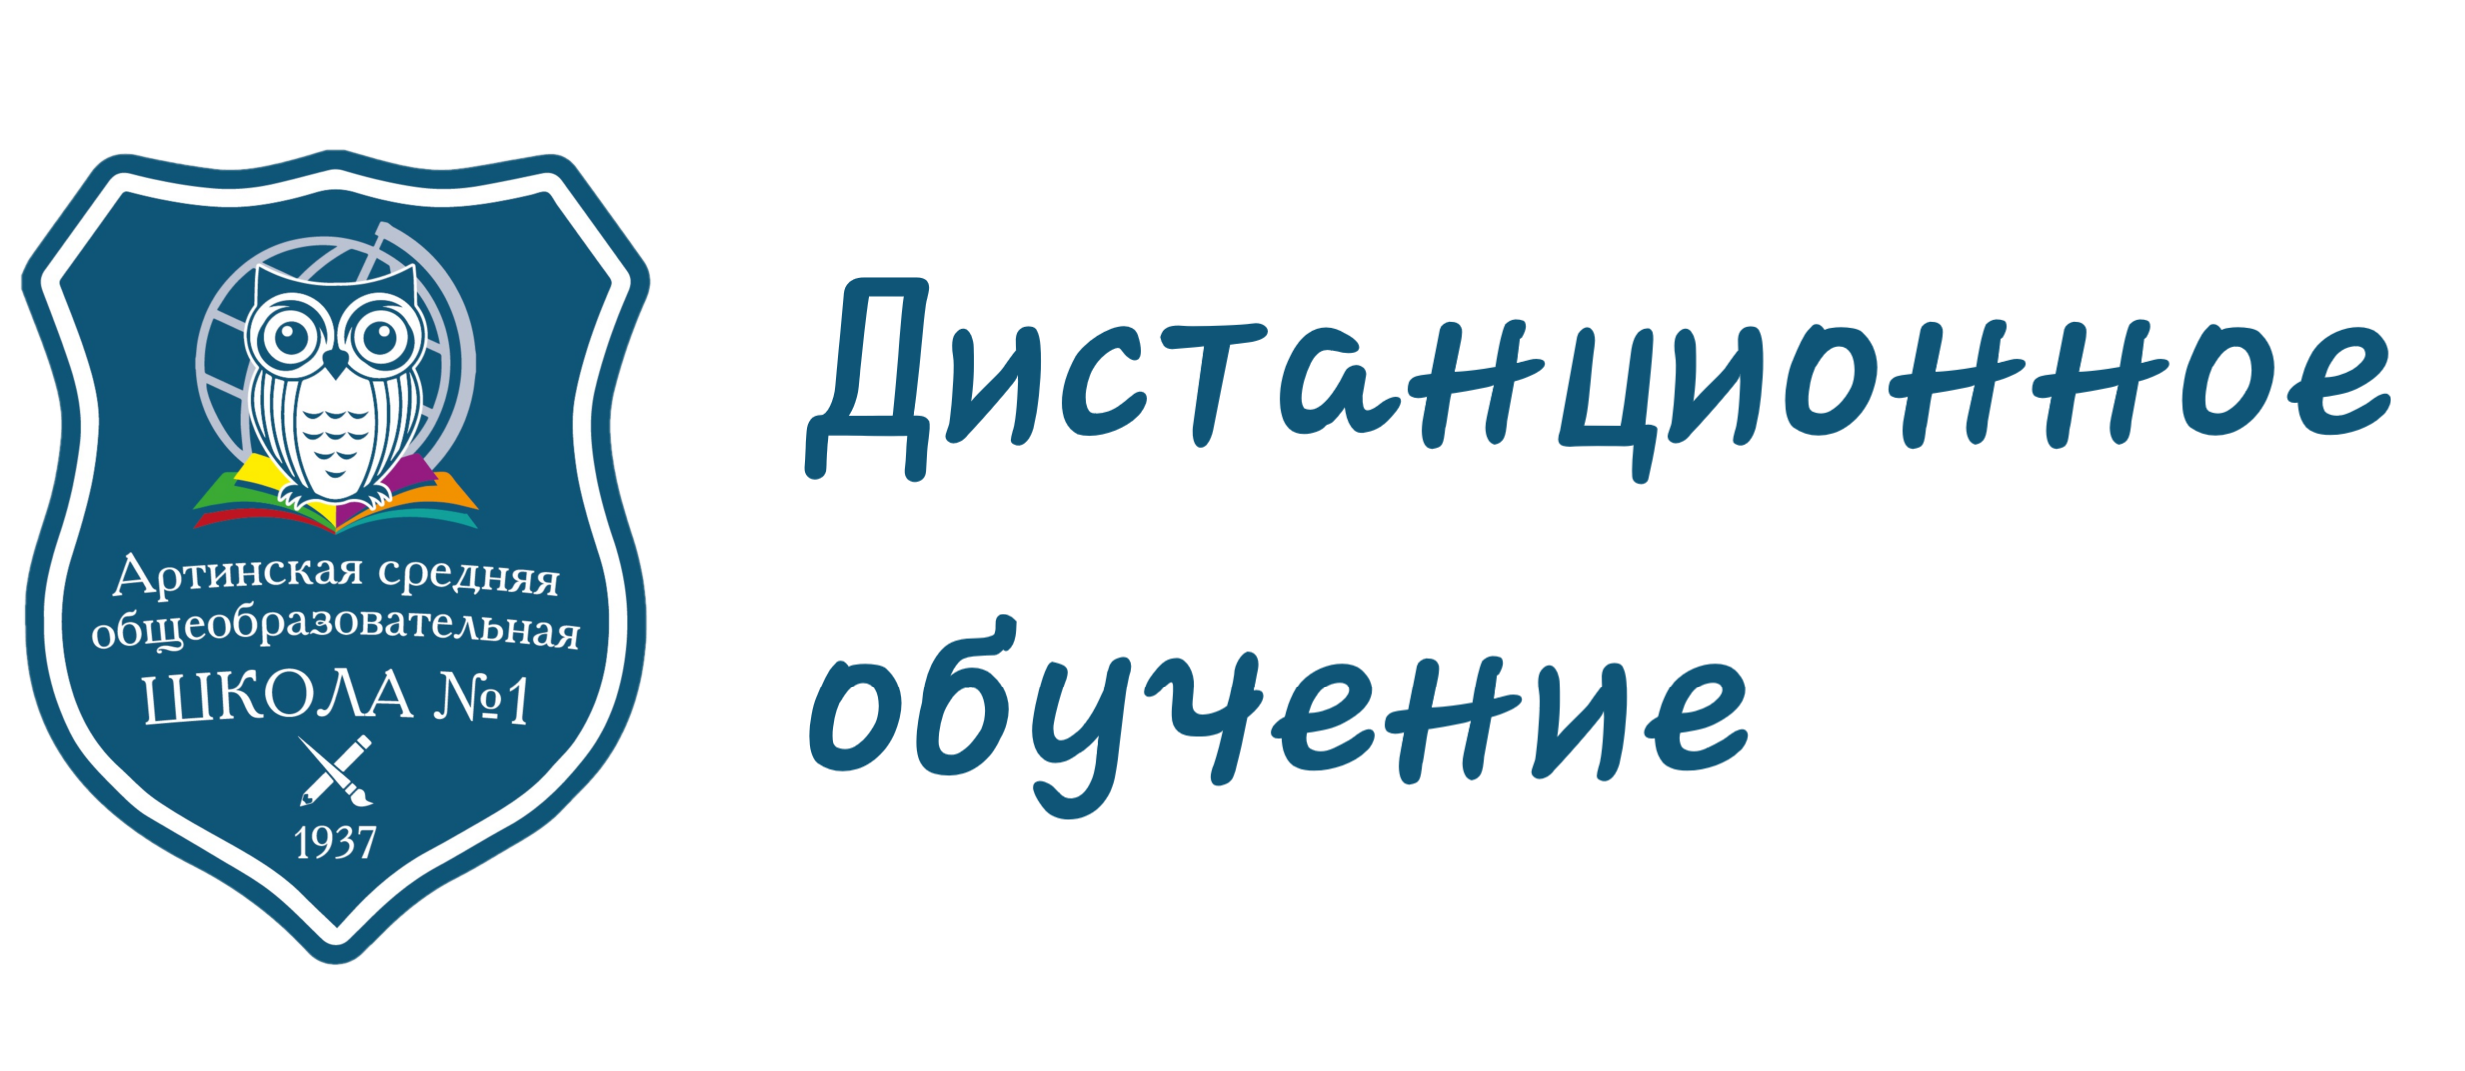 Артинская средняя
общеобразовательная
ШКОЛА №1
1937
Дистанционное
обучение